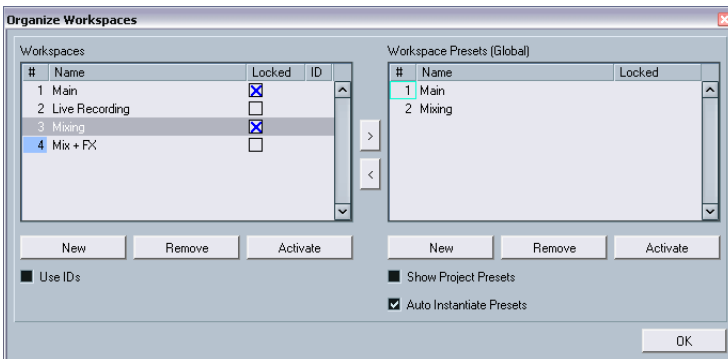 Organize Workspaces
Workspaces
# Name Locked ID
1 Main
2 Live Recording
3 Mixing
4 Mix + FX
New Remove Activate
Use IDs
>
<
Workspace Presets (Global)
# Name Locked
1 Main
2 Mixing
New Remove Activate
Show Project Presets
Auto Instantiate Presets
OK